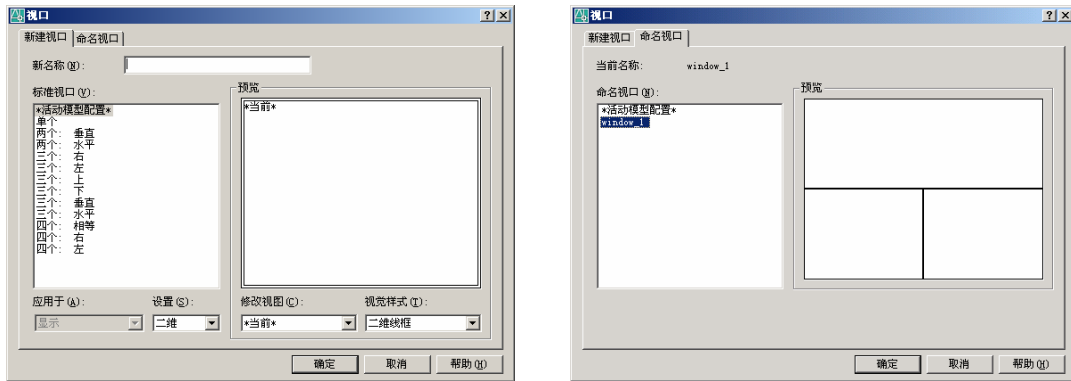 视口
新建视口 命名视口
新名称(N):
标准视口(V):
*活动模型配置*
单个
两个: 垂直
两个: 水平
三个: 右
三个: 左
三个: 上
三个: 下
三个: 垂直
三个: 水平
四个: 相等
四个: 右
四个: 左
预览
*当前*
应用于(A):
显示
设置(S):
二维
修改视图(C):
*当前*
视觉样式(T):
二维线框
确定 取消 帮助(H)
视口
新建视口 命名视口
当前名称: window_1
命名视口(N):
*活动模型配置*
window_1
预览
确定 取消 帮助(H)